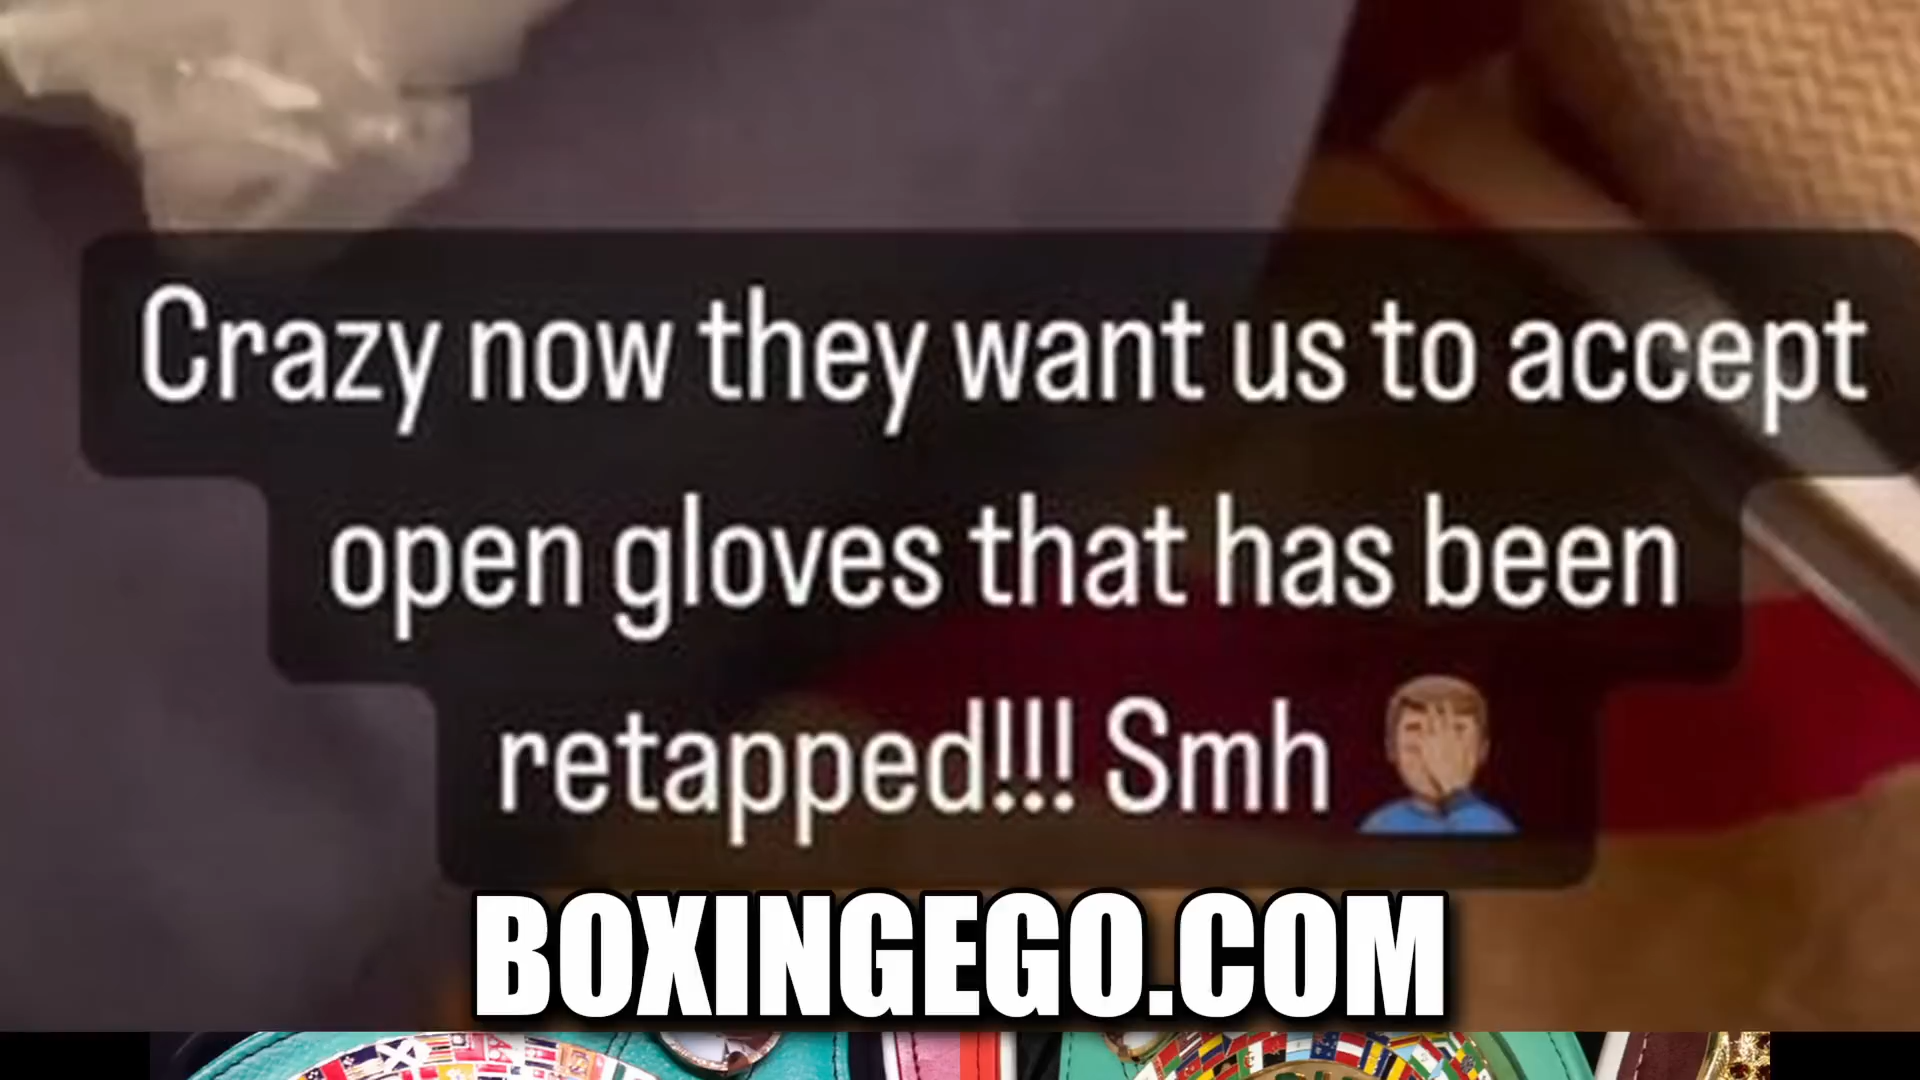 Crazy now they want us to accept
open gloves that has been
retapped!!! Smh 🤦🏽‍♂️
BOXINGEGO.COM